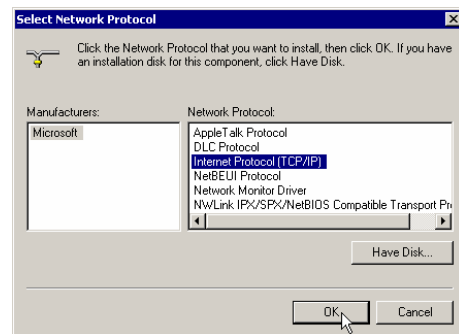 Select Network Protocol
Click the Network Protocol that you want to install, then click OK. If you have
an installation disk for this component, click Have Disk.
Manufacturers:
Microsoft
Network Protocol:
AppleTalk Protocol
DLC Protocol
Internet Protocol (TCP/IP)
NetBEUI Protocol
Network Monitor Driver
NWLink IPX/SPX/NetBIOS Compatible Transport
Have Disk...
OK
Cancel